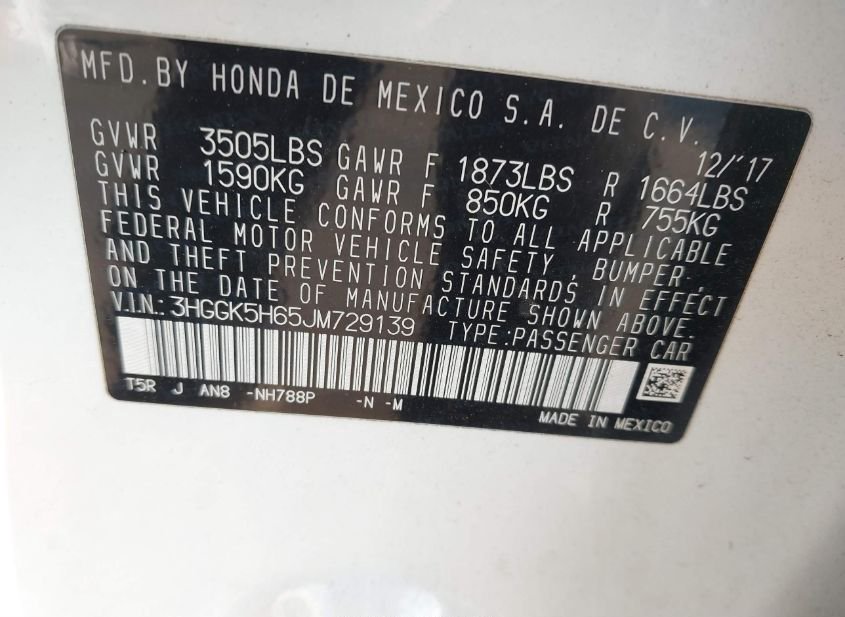 MFD.BY HONDA DE MEXICO S.A. DE C.V.
12/'17
GVWR 3505LBS GAWR F 1873LBS R 1664LBS
GVWR 1590KG GAWR F 850KG R 755KG
THIS VEHICLE CONFORMS TO ALL APPLICABLE
FEDERAL MOTOR VEHICLE SAFETY , BUMPER,
AND THEFT PREVENTION STANDARDS IN EFFECT
ON THE DATE OF MANUFACTURE SHOWN ABOVE.
V.I.N.: 3HGGK5H65JM729139 TYPE:PASSENGER CAR
T5R J AN8 -NH788P -N -M
MADE IN MEXICO